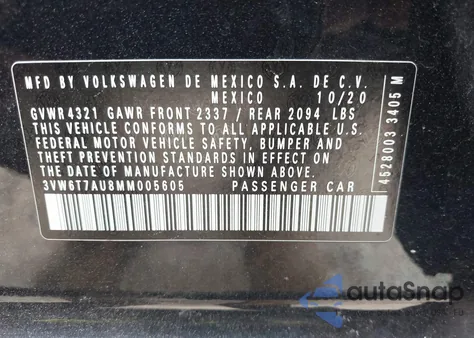 MFD BY VOLKSWAGEN DE MEXICO S.A. DE C.V.
MEXICO 10/20
GVWR 4321 GAWR FRONT 2337 / REAR 2094 LBS
THIS VEHICLE CONFORMS TO ALL APPLICABLE U.S.
FEDERAL MOTOR VEHICLE SAFETY, BUMPER AND
THEFT PREVENTION STANDARDS IN EFFECT ON
THE DATE OF MANUFACTURE SHOWN ABOVE.
3VW6T7AU8MM005605 PASSENGER CAR
4528003 3405 M
autoSnap